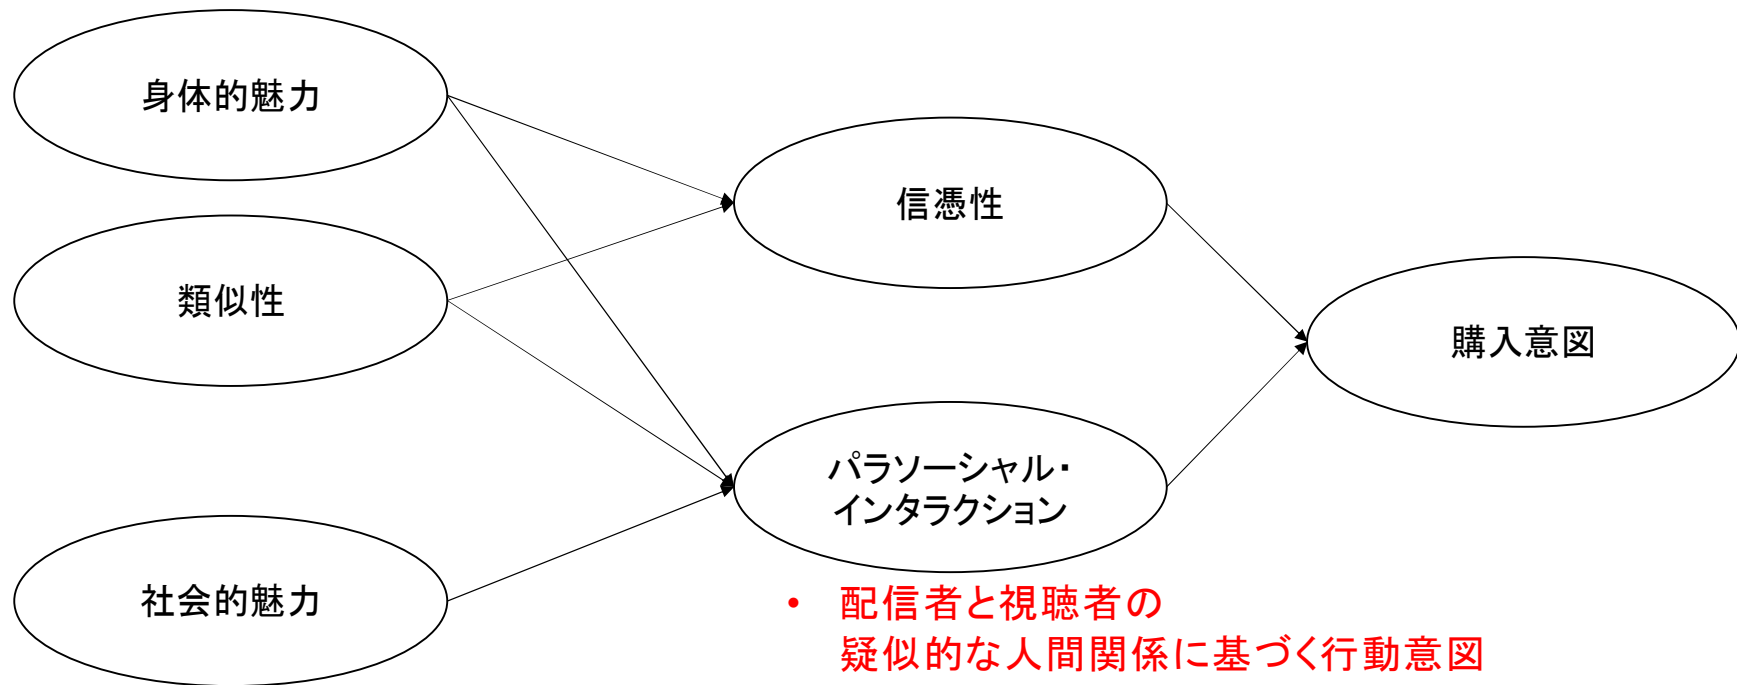 身体的魅力
類似性
社会的魅力
信憑性
パラソーシャル・
インタラクション
• 配信者と視聴者の
疑似的な人間関係に基づく行動意図
購入意図